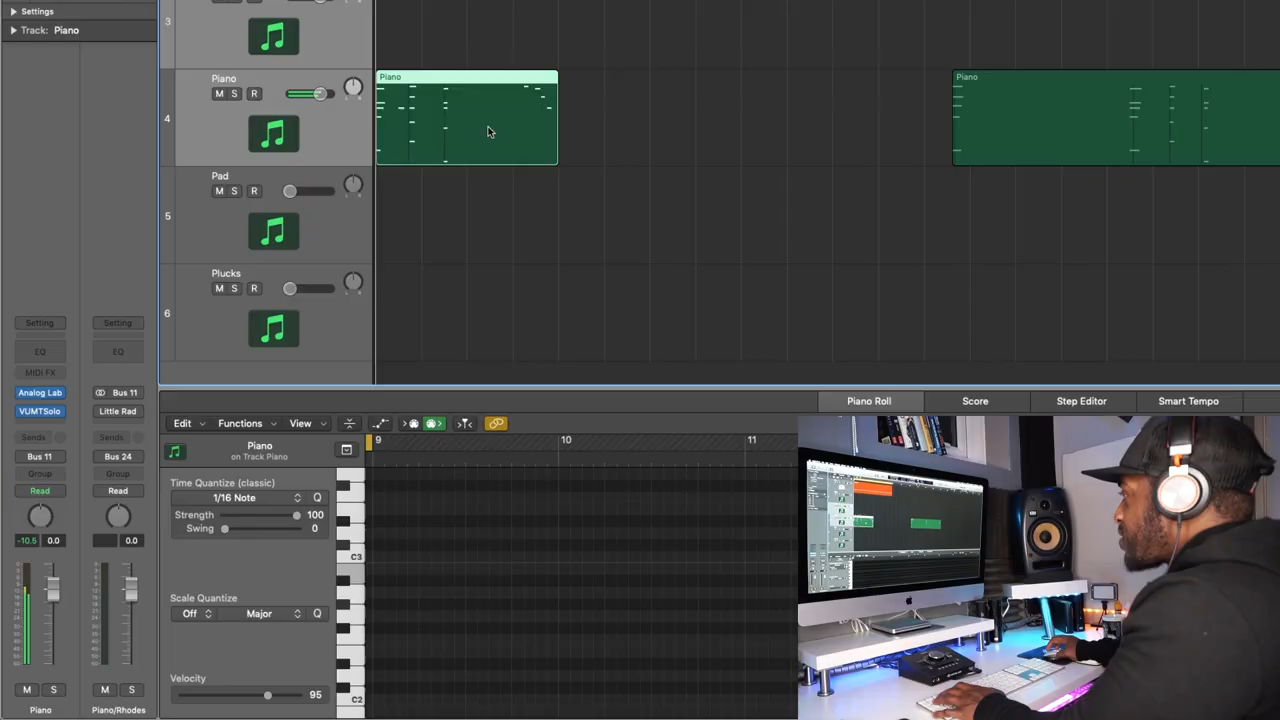 Settings
Track: Piano
3
Piano
M S R
4
Piano
Piano
Pad
M S R
5
Plucks
M S R
6
Setting
Setting
EQ
EQ
MIDI FX
Analog Lab
Bus 11
VUMTSolo
Little Rad
Sends
Sends
Bus 11
Bus 24
Group
Group
Read
Read
-10.5
0.0
0.0
M S
M S
Piano
Piano/Rhodes
Piano Roll
Score
Step Editor
Smart Tempo
Edit
Functions
View
9
10
11
Piano
on Track Piano
Time Quantize (classic)
1/16 Note
Q
Strength
100
Swing
0
Scale Quantize
Off
Major
Q
Velocity
95
C3
C2